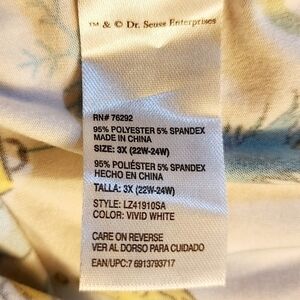 ™ & © Dr. Seuss Enterprises
RN# 76292
95% POLYESTER 5% SPANDEX
MADE IN CHINA
SIZE: 3X (22W-24W)
95% POLIÉSTER 5% SPANDEX
HECHO EN CHINA
TALLA: 3X (22W-24W)
STYLE: LZ41910SA
COLOR: VIVID WHITE
CARE ON REVERSE
VER AL DORSO PARA CUIDADO
EAN/UPC:7 6913793717